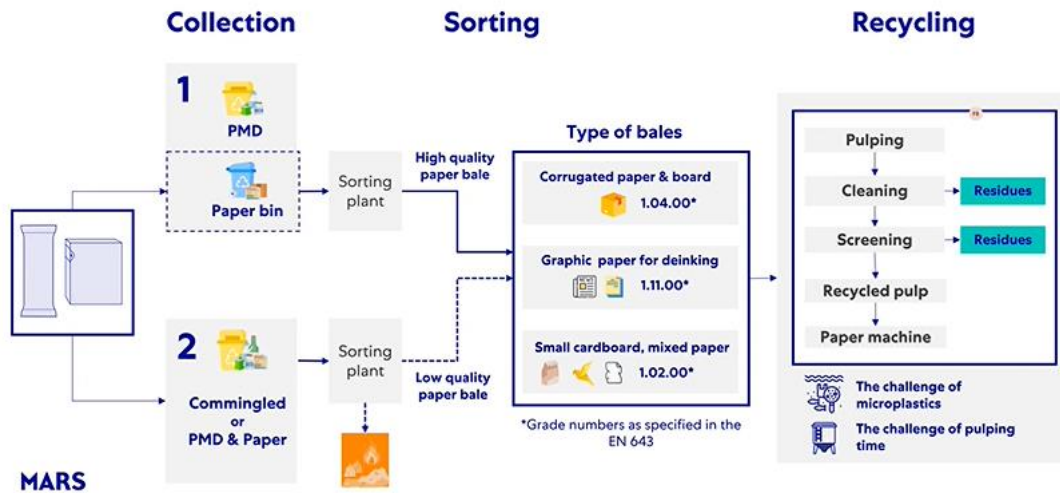 Collection
Sorting
Recycling
1
PMD
Paper bin
Sorting
plant
High quality
paper bale
2
Commingled
or
PMD & Paper
Sorting
plant
Low quality
paper bale
Type of bales
Corrugated paper & board
1.04.00*
Graphic paper for deinking
1.11.00*
Small cardboard, mixed paper
1.02.00*
*Grade numbers as specified in the
EN 643
Pulping
Cleaning
Residues
Screening
Residues
Recycled pulp
Paper machine
The challenge of
microplastics
The challenge of pulping
time
MARS